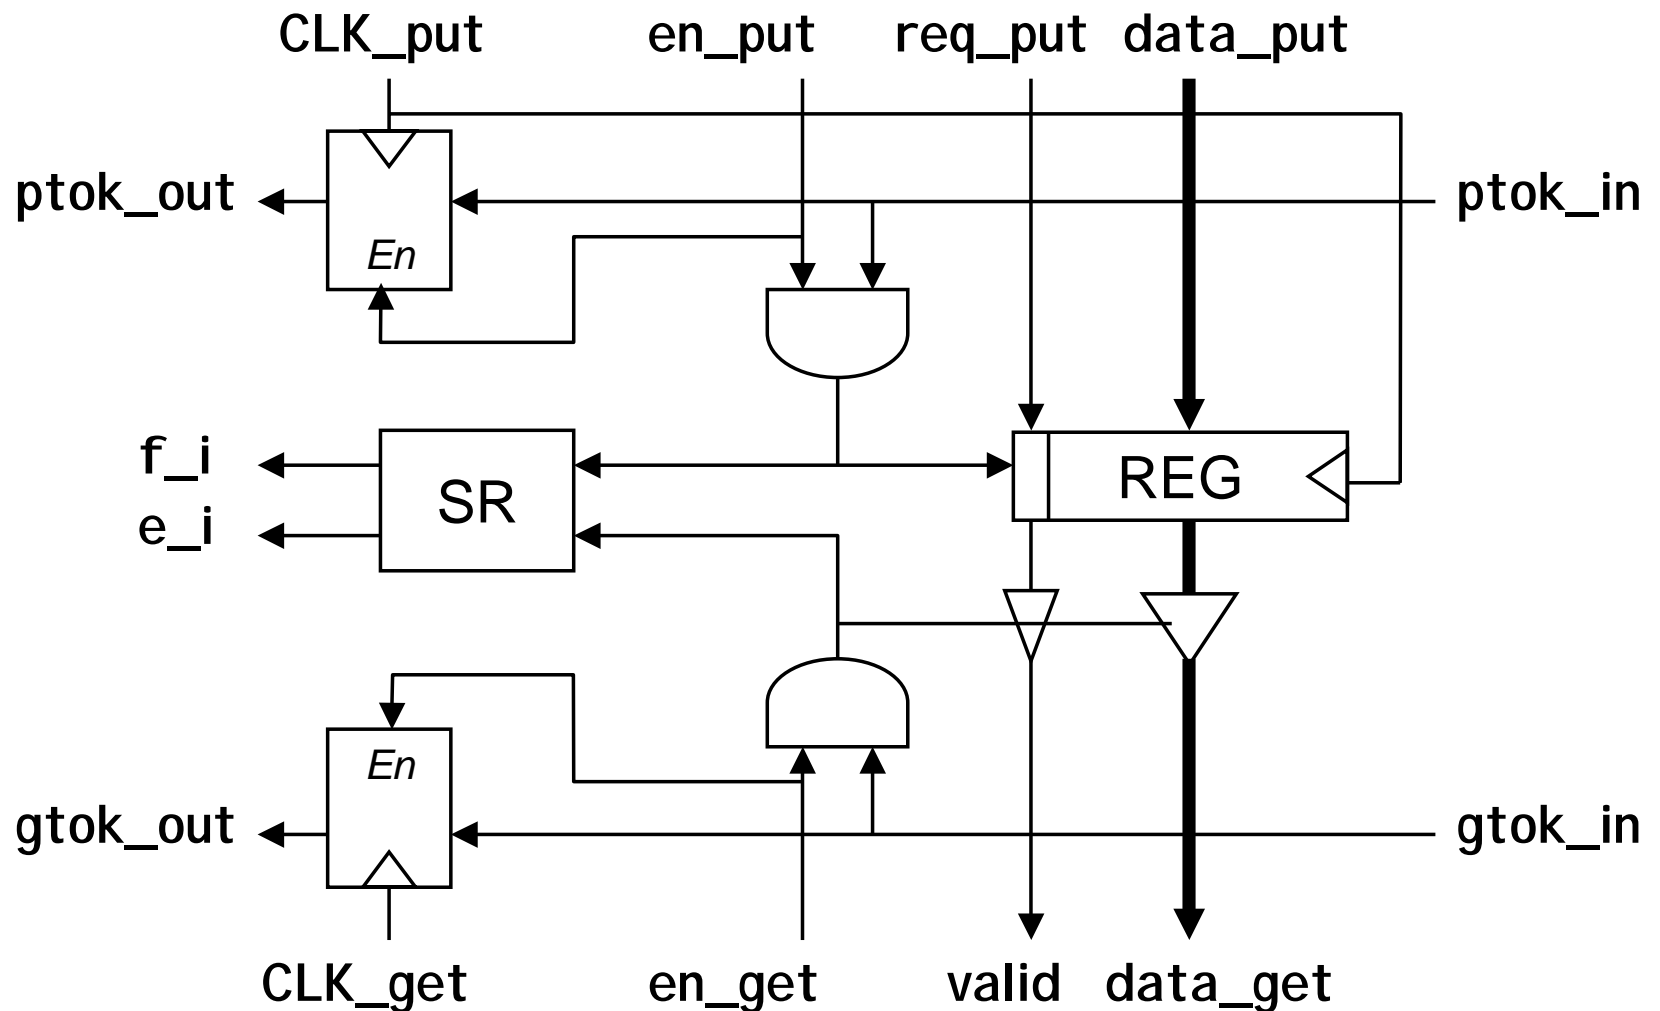 CLK_put en_put req_put data_put
ptok_out ptok_in
En
f_i
REG
SR
e_i
En
gtok_out gtok_in
CLK_get en_get valid data_get